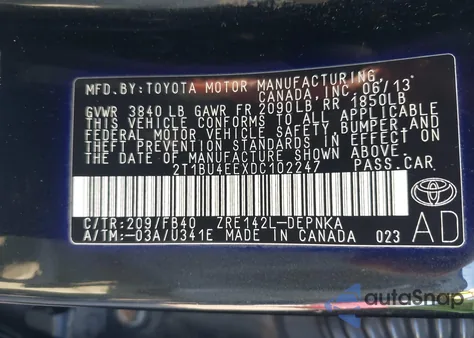 MFD.BY:TOYOTA MOTOR MANUFACTURING,
CANADA, INC. 06/13
GVWR 3840 LB GAWR FR 2090LB,RR 1850LB
THIS VEHICLE CONFORMS TO ALL APPLICABLE
FEDERAL MOTOR VEHICLE SAFETY,BUMPER,AND
THEFT PREVENTION STANDARDS IN EFFECT ON
THE DATE OF MANUFACTURE SHOWN ABOVE.
2T1BU4EEXDC102247 PASS.CAR
C/TR:209/FB40 ZRE142L-DEPNKA
A/TM:-03A/U341E MADE IN CANADA 023
AD
autoSnap